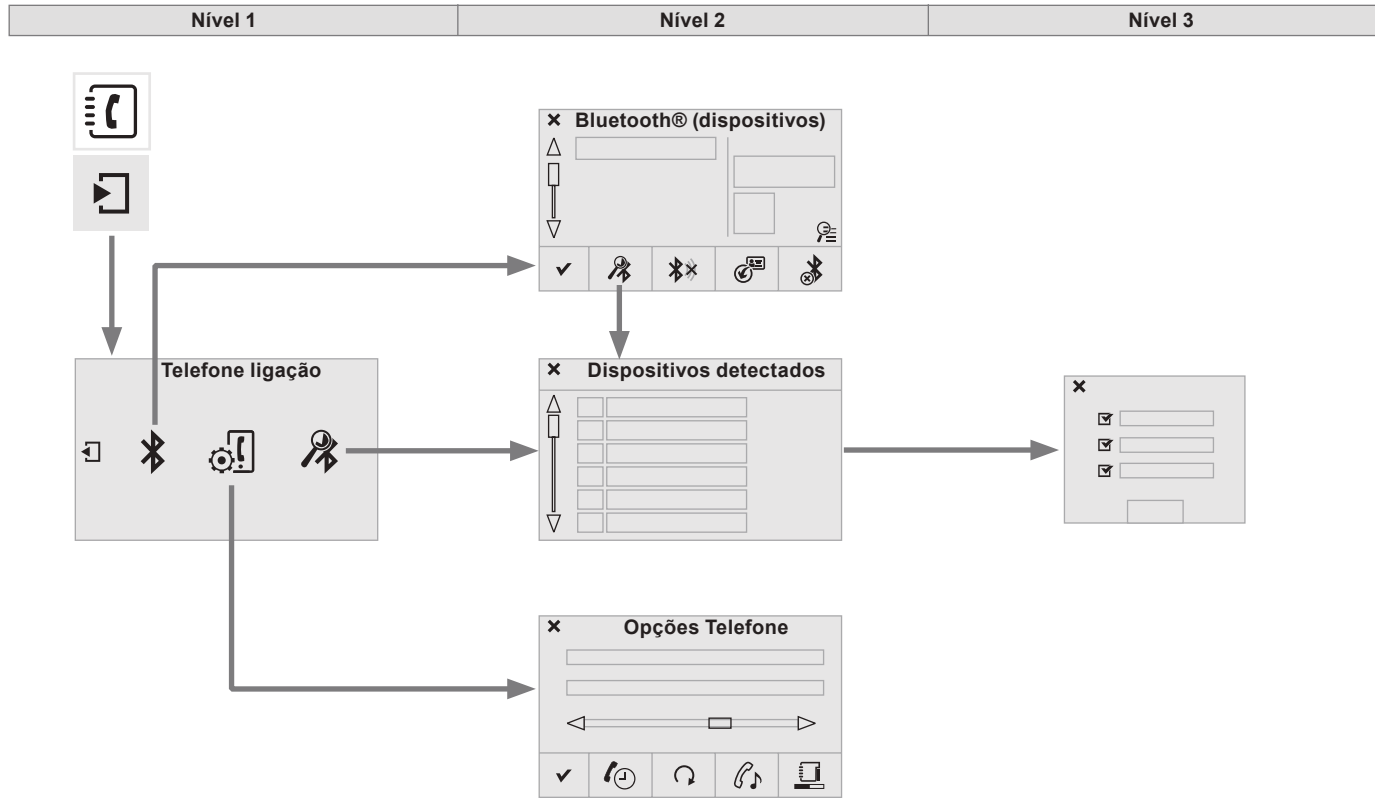 Nível 1
Nível 2
Nível 3
Bluetooth® (dispositivos)
Telefone ligação
Dispositivos detectados
Opções Telefone